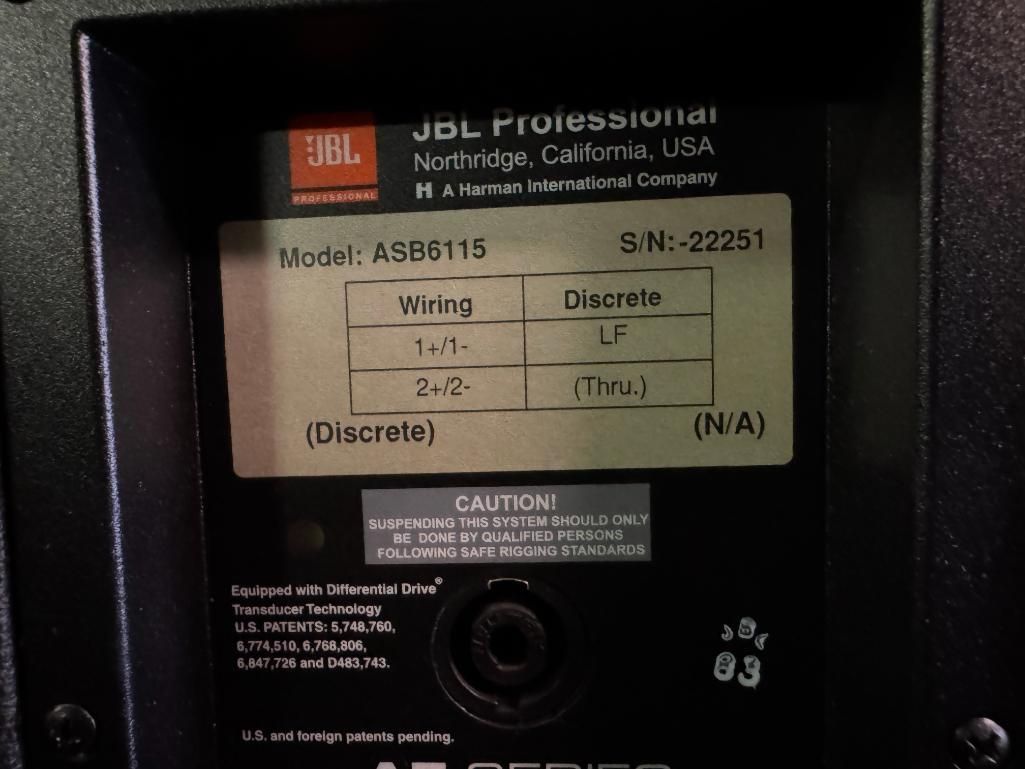 JBL
PROFESSIONAL
JBL Professional
Northridge, California, USA
H A Harman International Company
Model: ASB6115
S/N:-22251
Wiring Discrete
1+/1- LF
2+/2- (Thru.)
(Discrete) (N/A)
CAUTION!
SUSPENDING THIS SYSTEM SHOULD ONLY
BE DONE BY QUALIFIED PERSONS
FOLLOWING SAFE RIGGING STANDARDS
Equipped with Differential Drive®
Transducer Technology
U.S. PATENTS: 5,748,760,
6,774,510, 6,768,806,
6,847,726 and D483,743.
83
U.S. and foreign patents pending.
AE SERIES